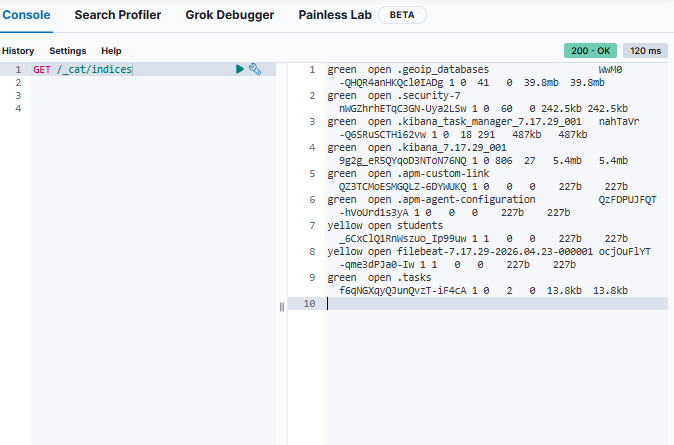 Console Search Profiler Grok Debugger Painless Lab BETA
History Settings Help 200 - OK 120 ms
1 GET /_cat/indices
2
3
4
1 green open .geoip_databases WwM0
-QHQR4anHKQcl0IADg 1 0 41 0 39.8mb 39.8mb
2 green open .security-7
nWGZhrhETqC3GN-Uya2LSw 1 0 60 0 242.5kb 242.5kb
3 green open .kibana_task_manager_7.17.29_001 nahTaVr
-Q6SRuSCTHi62vw 1 0 18 291 487kb 487kb
4 green open .kibana_7.17.29_001
9g2g_eR5QYqoD3NToN76NQ 1 0 806 27 5.4mb 5.4mb
5 green open .apm-custom-link
QZ3TCMoESMGQLZ-6DYWUKQ 1 0 0 0 227b 227b
6 green open .apm-agent-configuration QzFDPUJFQT
-hVoUrd1s3yA 1 0 0 0 227b 227b
7 yellow open students
_6CxClQ1RnWszuo_Ip99uw 1 1 0 0 227b 227b
8 yellow open filebeat-7.17.29-2026.04.23-000001 ocjOuFlYT
-qme3dPJa0-Iw 1 1 0 0 227b 227b
9 green open .tasks
f6qNGXqyQJunQvzT-iF4cA 1 0 2 0 13.8kb 13.8kb
10